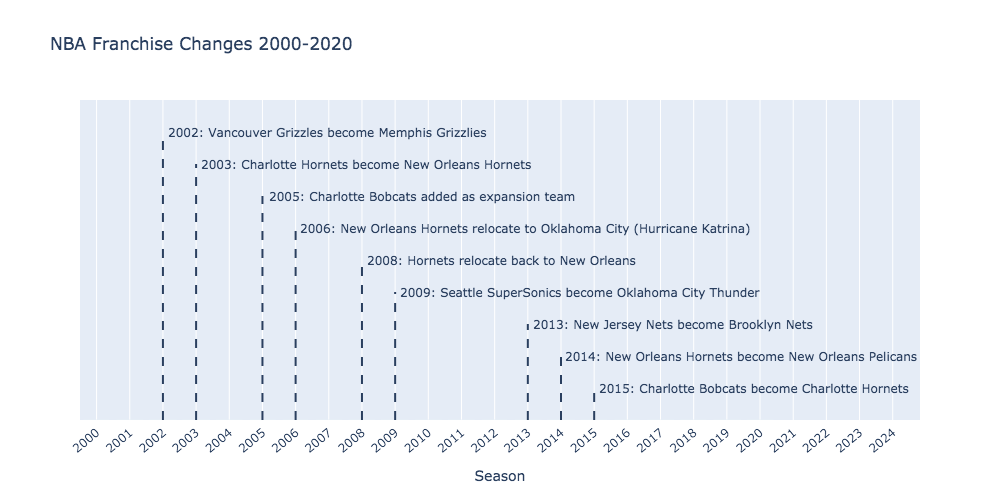 NBA Franchise Changes 2000-2020
2002: Vancouver Grizzles become Memphis Grizzlies
2003: Charlotte Hornets become New Orleans Hornets
2005: Charlotte Bobcats added as expansion team
2006: New Orleans Hornets relocate to Oklahoma City (Hurricane Katrina)
2008: Hornets relocate back to New Orleans
2009: Seattle SuperSonics become Oklahoma City Thunder
2013: New Jersey Nets become Brooklyn Nets
2014: New Orleans Hornets become New Orleans Pelicans
2015: Charlotte Bobcats become Charlotte Hornets
2000 2001 2002 2003 2004 2005 2006 2007 2008 2009 2010 2011 2012 2013 2014 2015 2016 2017 2018 2019 2020 2021 2022 2023 2024
Season